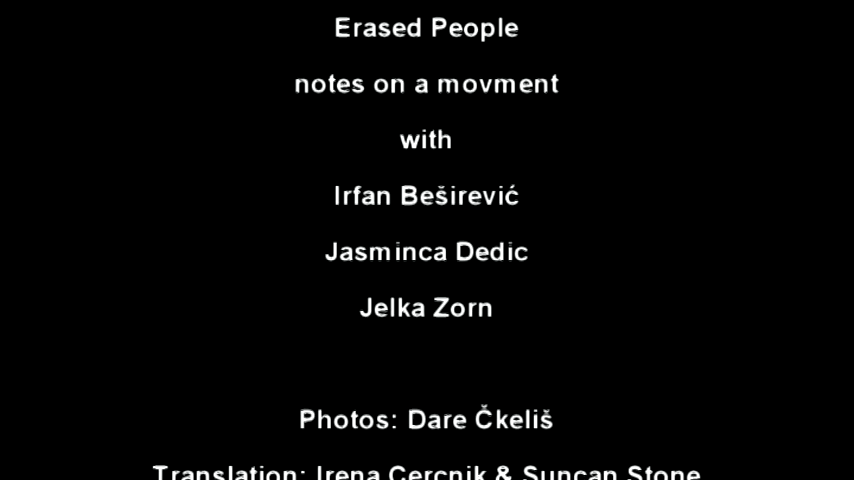 Erased People
notes on a movment
with
Irfan Beširević
Jasminca Dedic
Jelka Zorn
Photos: Dare Čkeliš
Translation: Irena Cercnik & Suncan Stone